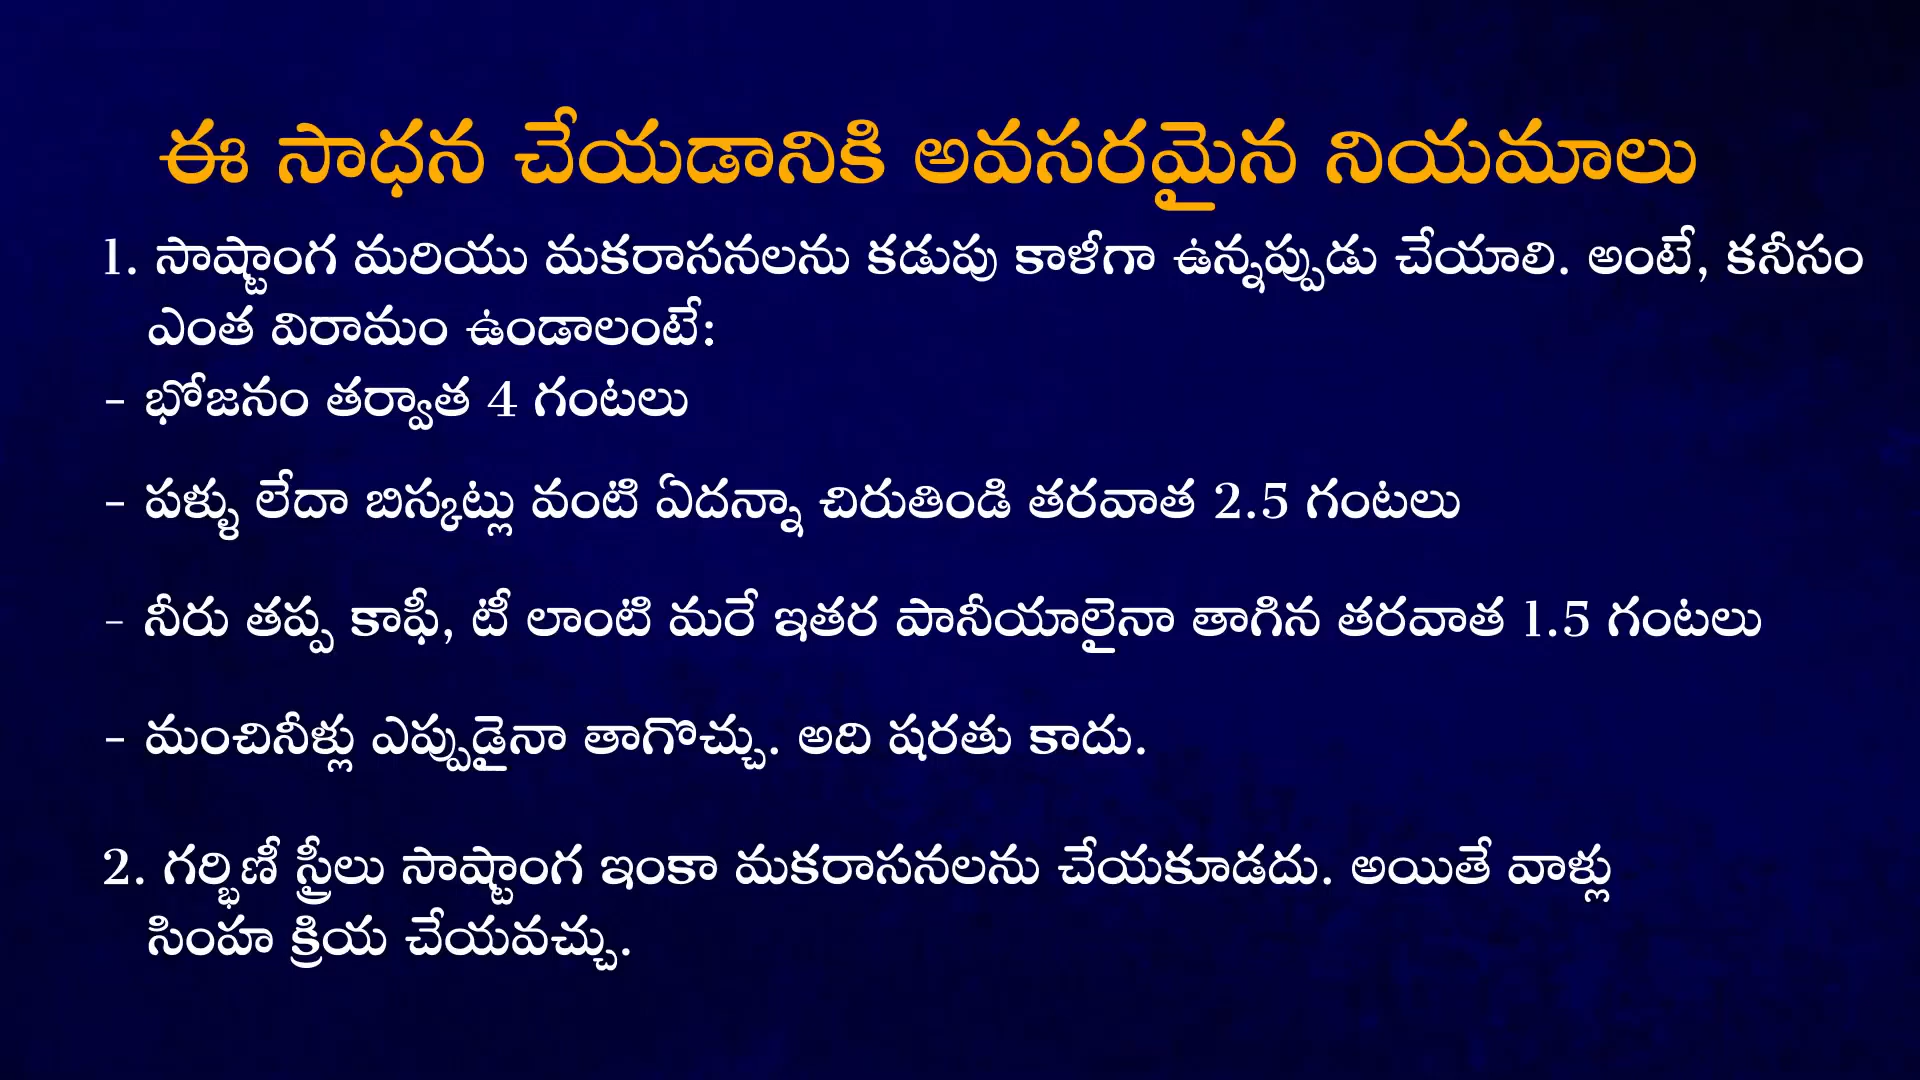 ఈ సాధన చేయడానికి అవసరమైన నియమాలు
1. సాష్టాంగ మరియు మకరాసనలను కడుపు కాళీగా ఉన్నప్పుడు చేయాలి. అంటే, కనీసం
ఎంత విరామం ఉండాలంటే:
- భోజనం తర్వాత 4 గంటలు
- పళ్ళు లేదా బిస్కట్లు వంటి ఏదన్నా చిరుతిండి తరవాత 2.5 గంటలు
- నీరు తప్ప కాఫీ, టీ లాంటి మరే ఇతర పానీయాలైనా తాగిన తరవాత 1.5 గంటలు
- మంచినీళ్లు ఎప్పుడైనా తాగొచ్చు. అది షరతు కాదు.
2. గర్భిణీ స్త్రీలు సాష్టాంగ ఇంకా మకరాసనలను చేయకూడదు. అయితే వాళ్లు
సింహ క్రియ చేయవచ్చు.